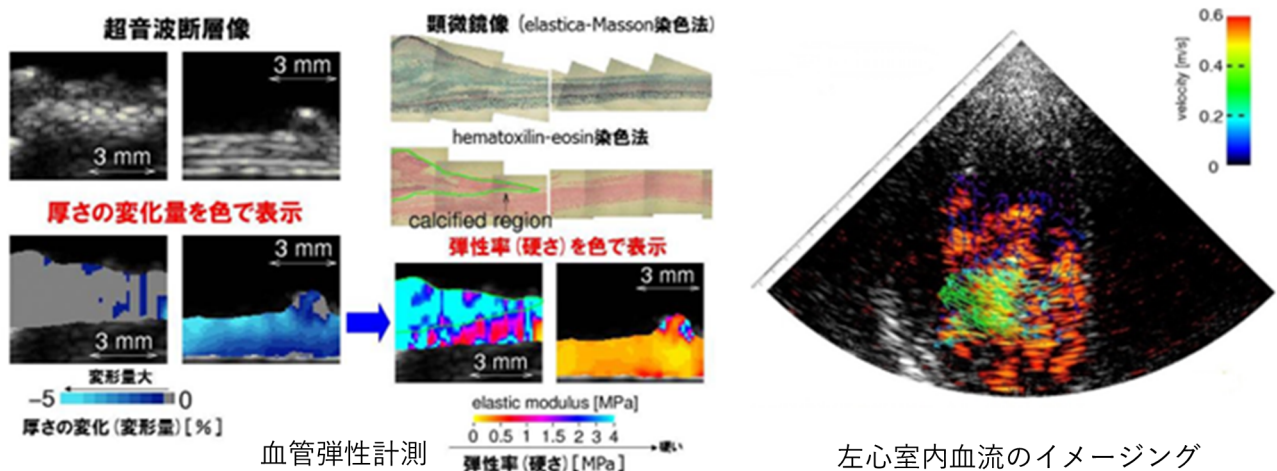 超音波断層像
3 mm
3 mm
厚さの変化量を色で表示
3 mm
3 mm
変形量大
-5 0
厚さの変化(変形量)[%]
顕微鏡像(elastica-Masson染色法)
hematoxilin-eosin染色法
calcified region
弾性率(硬さ)を色で表示
3 mm
3 mm
elastic modulus [MPa]
0 0.5 1 1.5 2 3 4
硬い
弾性率(硬さ)[MPa]
血管弾性計測
0.6
0.4
0.2
0
velocity [m/s]
左心室内血流のイメージング